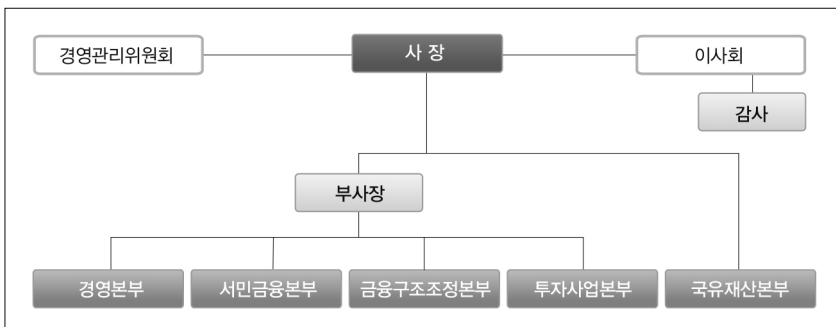 경영관리위원회
사 장
이사회
감사
부사장
경영본부
서민금융본부
금융구조조정본부
투자사업본부
국유재산본부